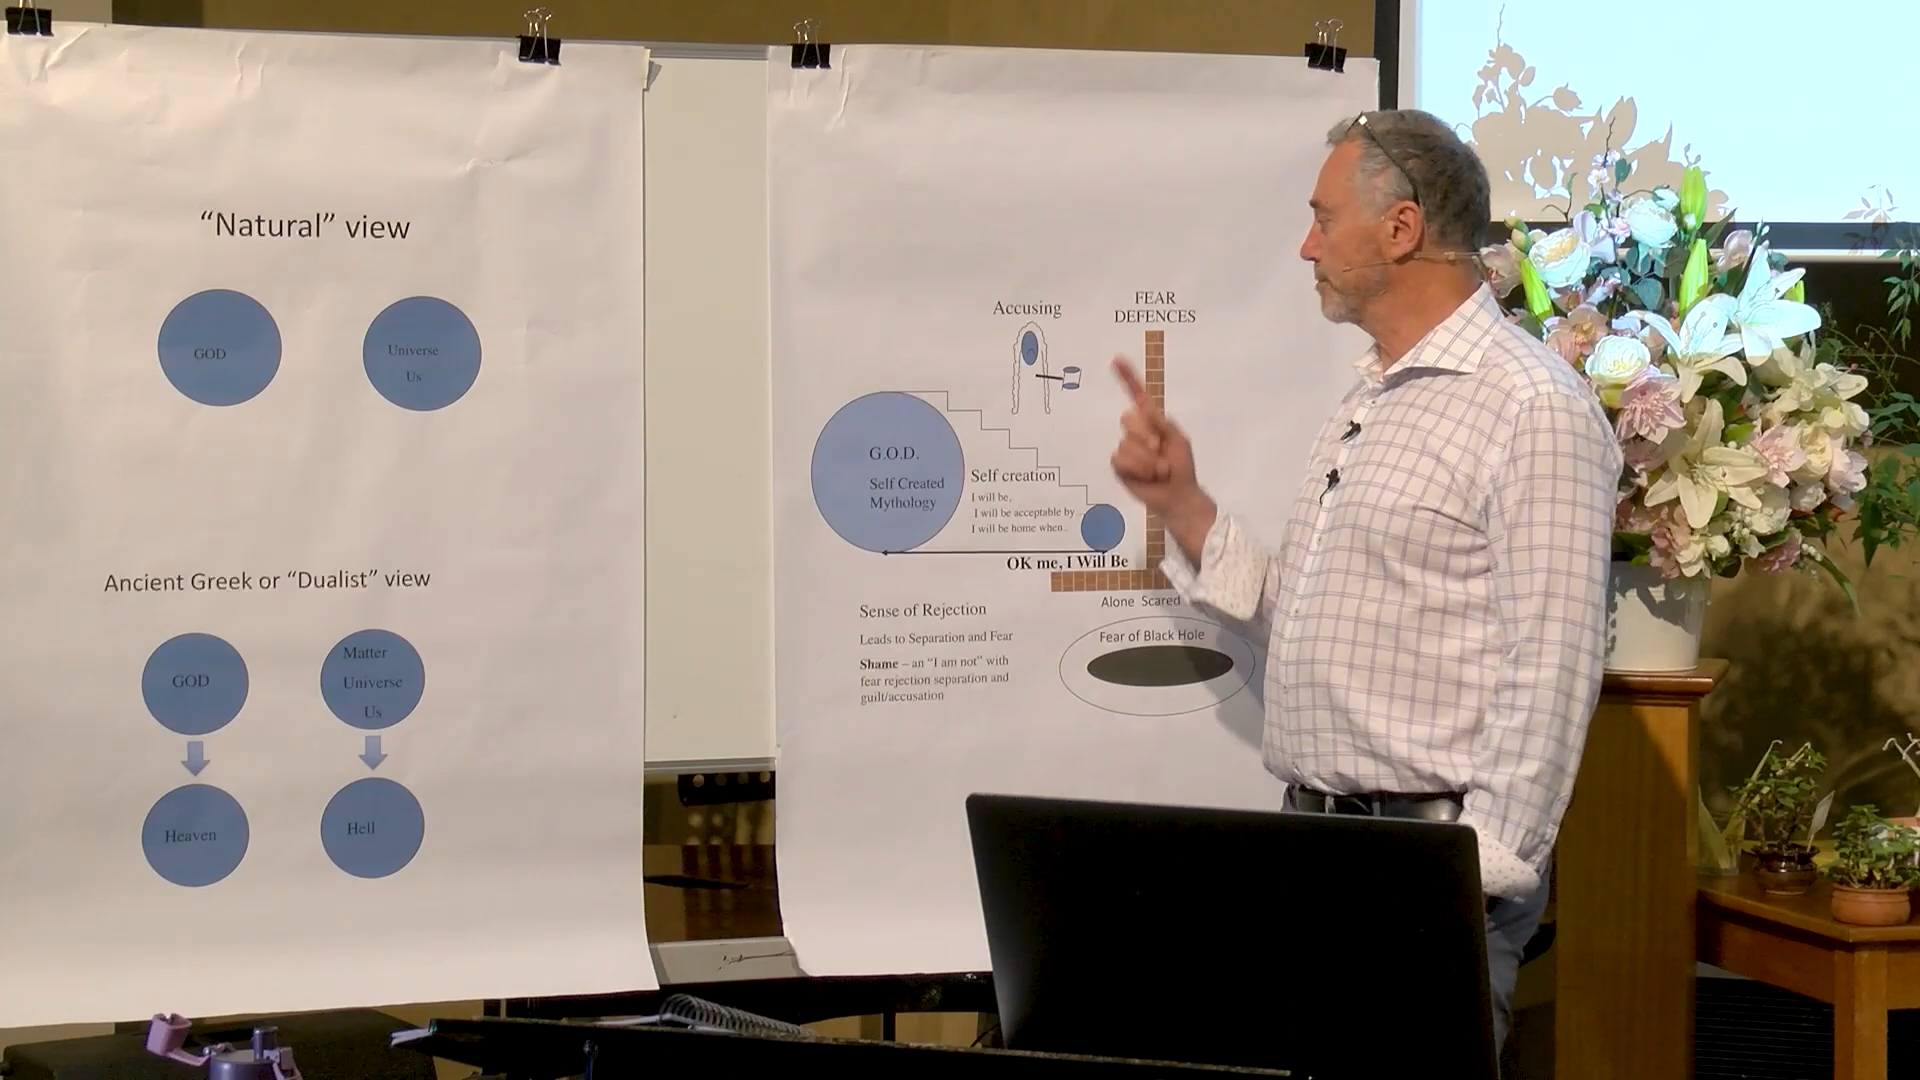 “Natural” view
GOD
Universe
Us
Ancient Greek or “Dualist” view
GOD
Matter
Universe
Us
Heaven
Hell
Accusing
FEAR
DEFENCES
G.O.D.
Self Created
Mythology
Self creation
I will be,
I will be acceptable by..
I will be home when..
OK me, I Will Be
Alone Scared
Sense of Rejection
Leads to Separation and Fear
Shame – an “I am not” with
fear rejection separation and
guilt/accusation
Fear of Black Hole